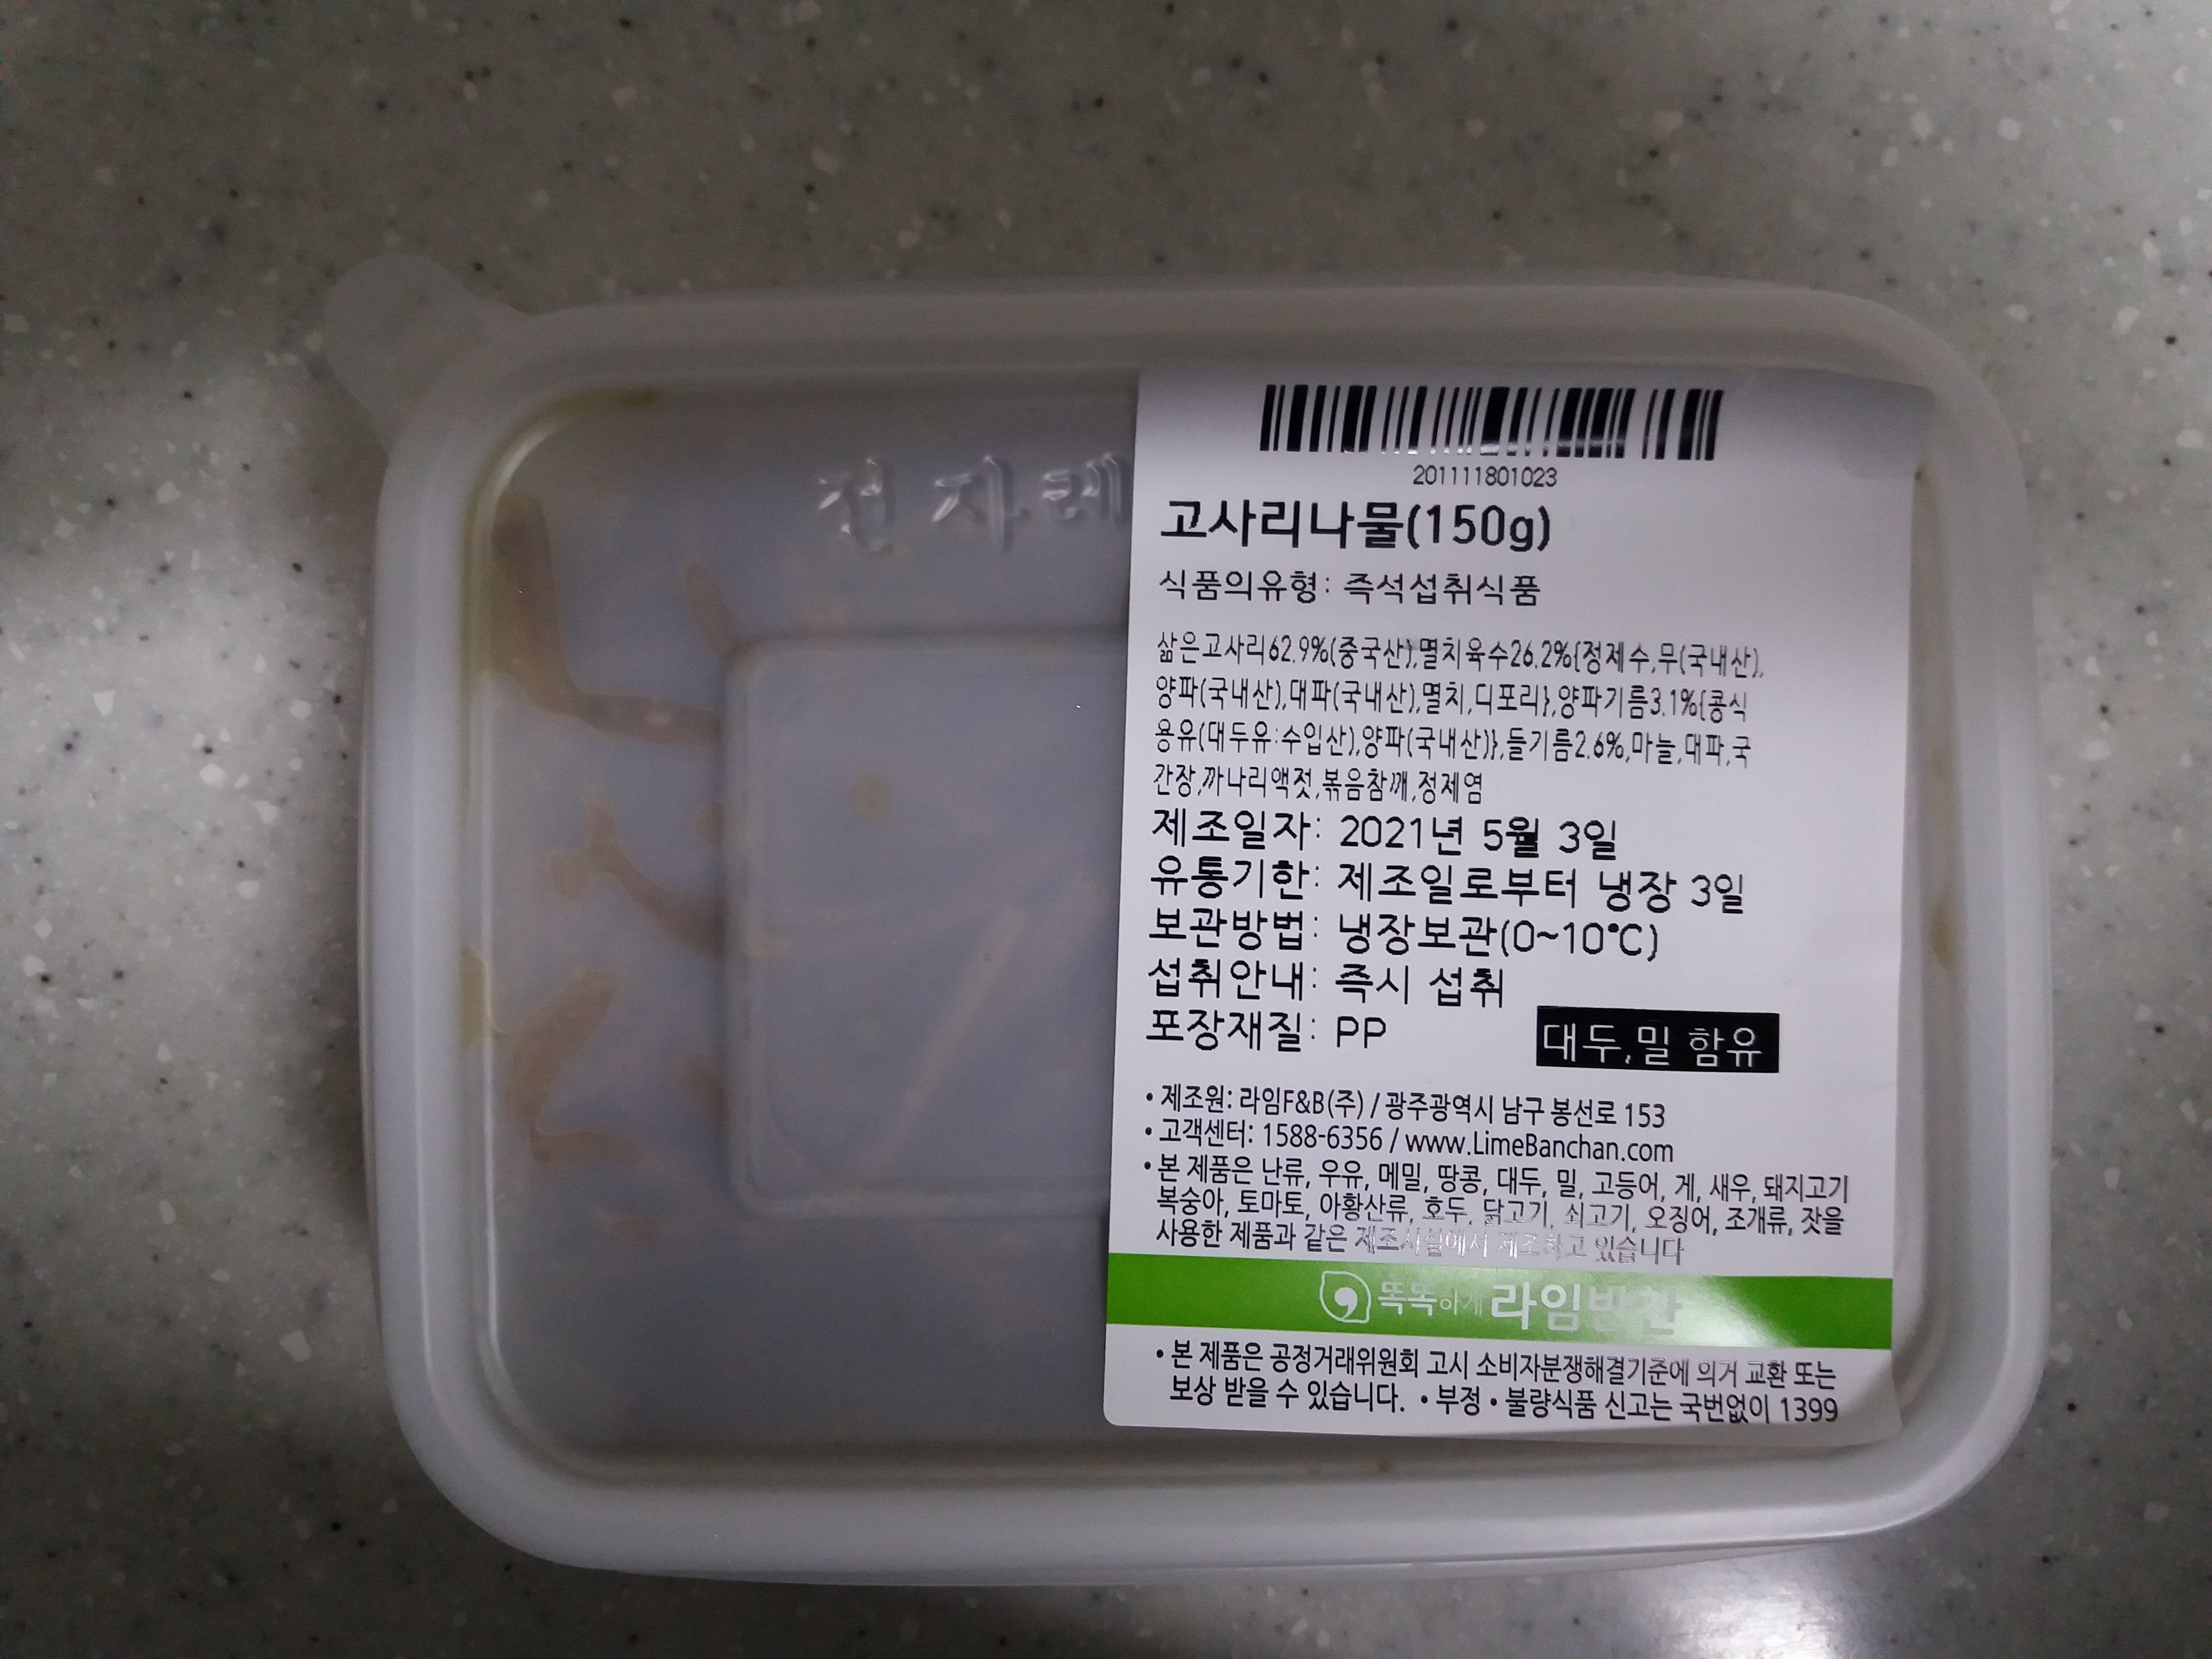 전자레
201111801023
고사리나물(150g)
식품의유형: 즉석섭취식품
삶은고사리62.9%(중국산),멸치육수26.2%{정제수,무(국내산),
양파(국내산),대파(국내산),멸치,디포리},양파기름3.1%{콩식
용유(대두유:수입산),양파(국내산)},들기름2.6%,마늘,대파,국
간장,까나리액젓,볶음참깨,정제염
제조일자: 2021년 5월 3일
유통기한: 제조일로부터 냉장 3일
보관방법: 냉장보관(0~10℃)
섭취안내: 즉시 섭취
포장재질: PP
대두,밀 함유
• 제조원: 라임F&B(주) / 광주광역시 남구 봉선로 153
• 고객센터: 1588-6356 / www.LimeBanchan.com
• 본 제품은 난류, 우유, 메밀, 땅콩, 대두, 밀, 고등어, 게, 새우, 돼지고기
복숭아, 토마토, 아황산류, 호두, 닭고기, 쇠고기, 오징어, 조개류, 잣을
사용한 제품과 같은 제조시설에서 제조하고 있습니다
똑똑하게 라임반찬
• 본 제품은 공정거래위원회 고시 소비자분쟁해결기준에 의거 교환 또는
보상 받을 수 있습니다. • 부정 • 불량식품 신고는 국번없이 1399